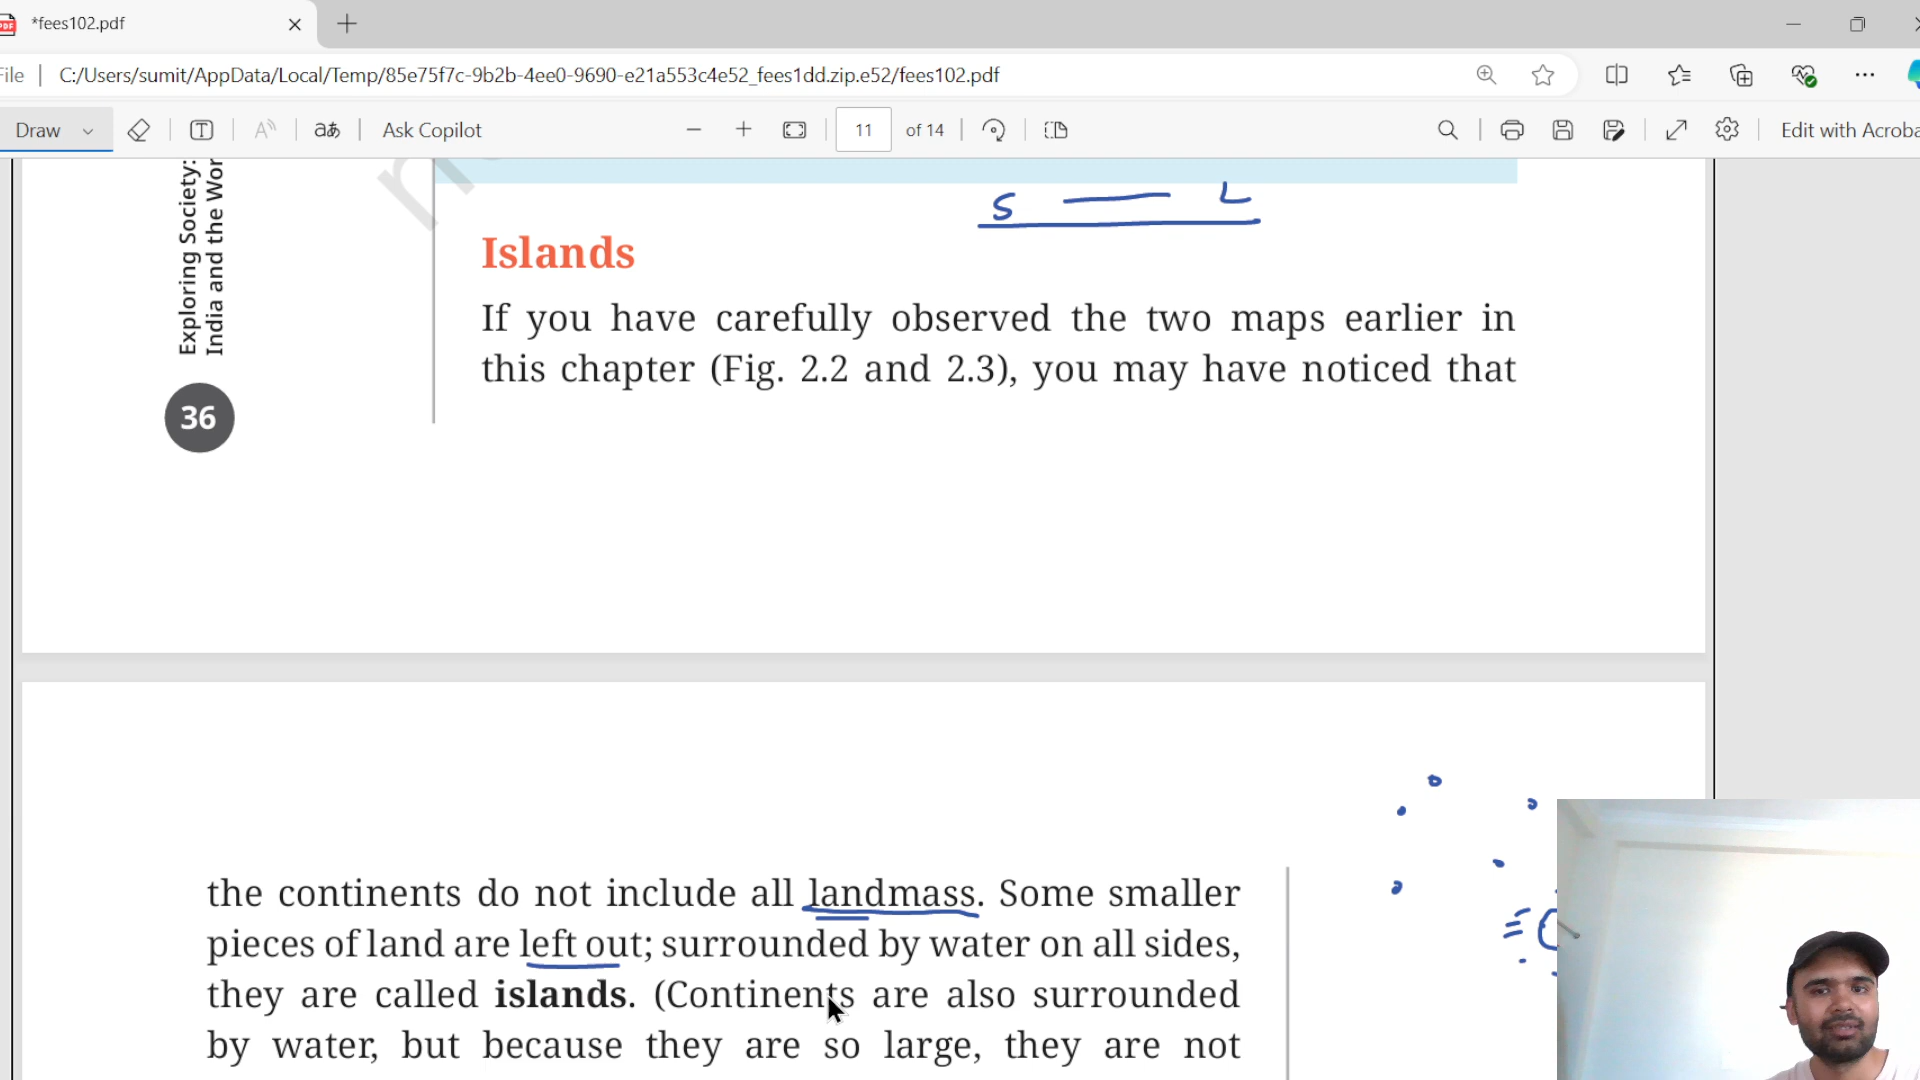 *fees102.pdf
File
C:/Users/sumit/AppData/Local/Temp/85e75f7c-9b2b-4ee0-9690-e21a553c4e52_fees1dd.zip.e52/fees102.pdf
Draw
aあ
Ask Copilot
11 of 14
Edit with Acroba
Exploring Society:
India and the Wor
S — L
Islands
If you have carefully observed the two maps earlier in
this chapter (Fig. 2.2 and 2.3), you may have noticed that
36
the continents do not include all landmass. Some smaller
pieces of land are left out; surrounded by water on all sides,
they are called islands. (Continents are also surrounded
by water, but because they are so large, they are not